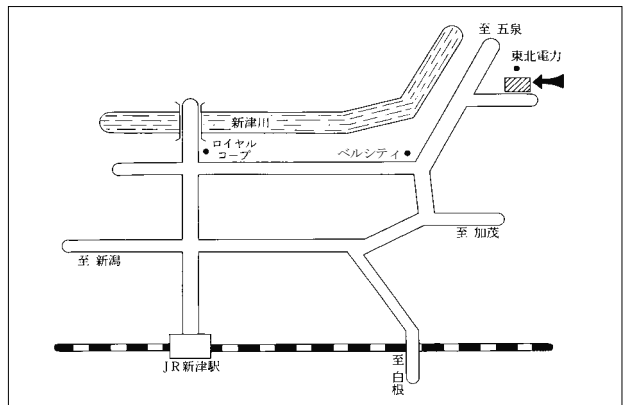 至 五泉
東北電力
新津川
ロイヤル
コープ
ベルシティ
至 加茂
至 新潟
JR新津駅
至
白
根